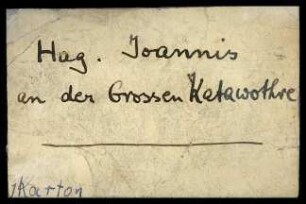 Hag. Ioannis
an der Grossen Katawothre
1 Karton